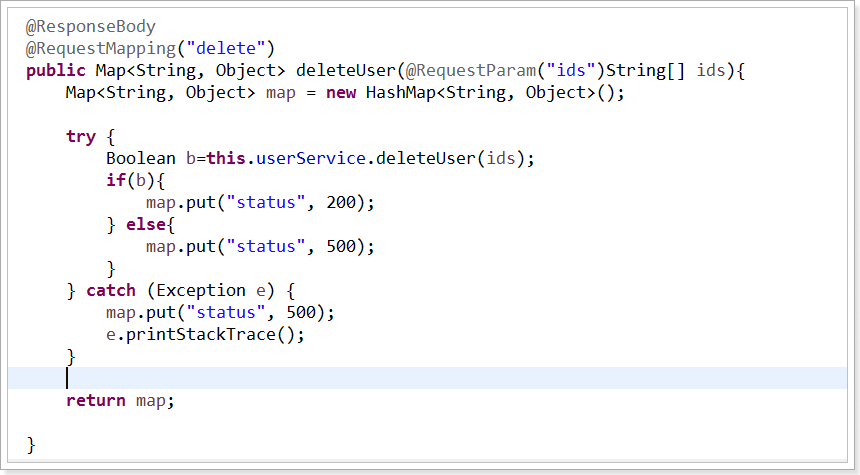 @ResponseBody
@RequestMapping("delete")
public Map<String, Object> deleteUser(@RequestParam("ids")String[] ids){
    Map<String, Object> map = new HashMap<String, Object>();
    try {
        Boolean b=this.userService.deleteUser(ids);
        if(b){
            map.put("status", 200);
        } else{
            map.put("status", 500);
        }
    } catch (Exception e) {
        map.put("status", 500);
        e.printStackTrace();
    }
    return map;
}